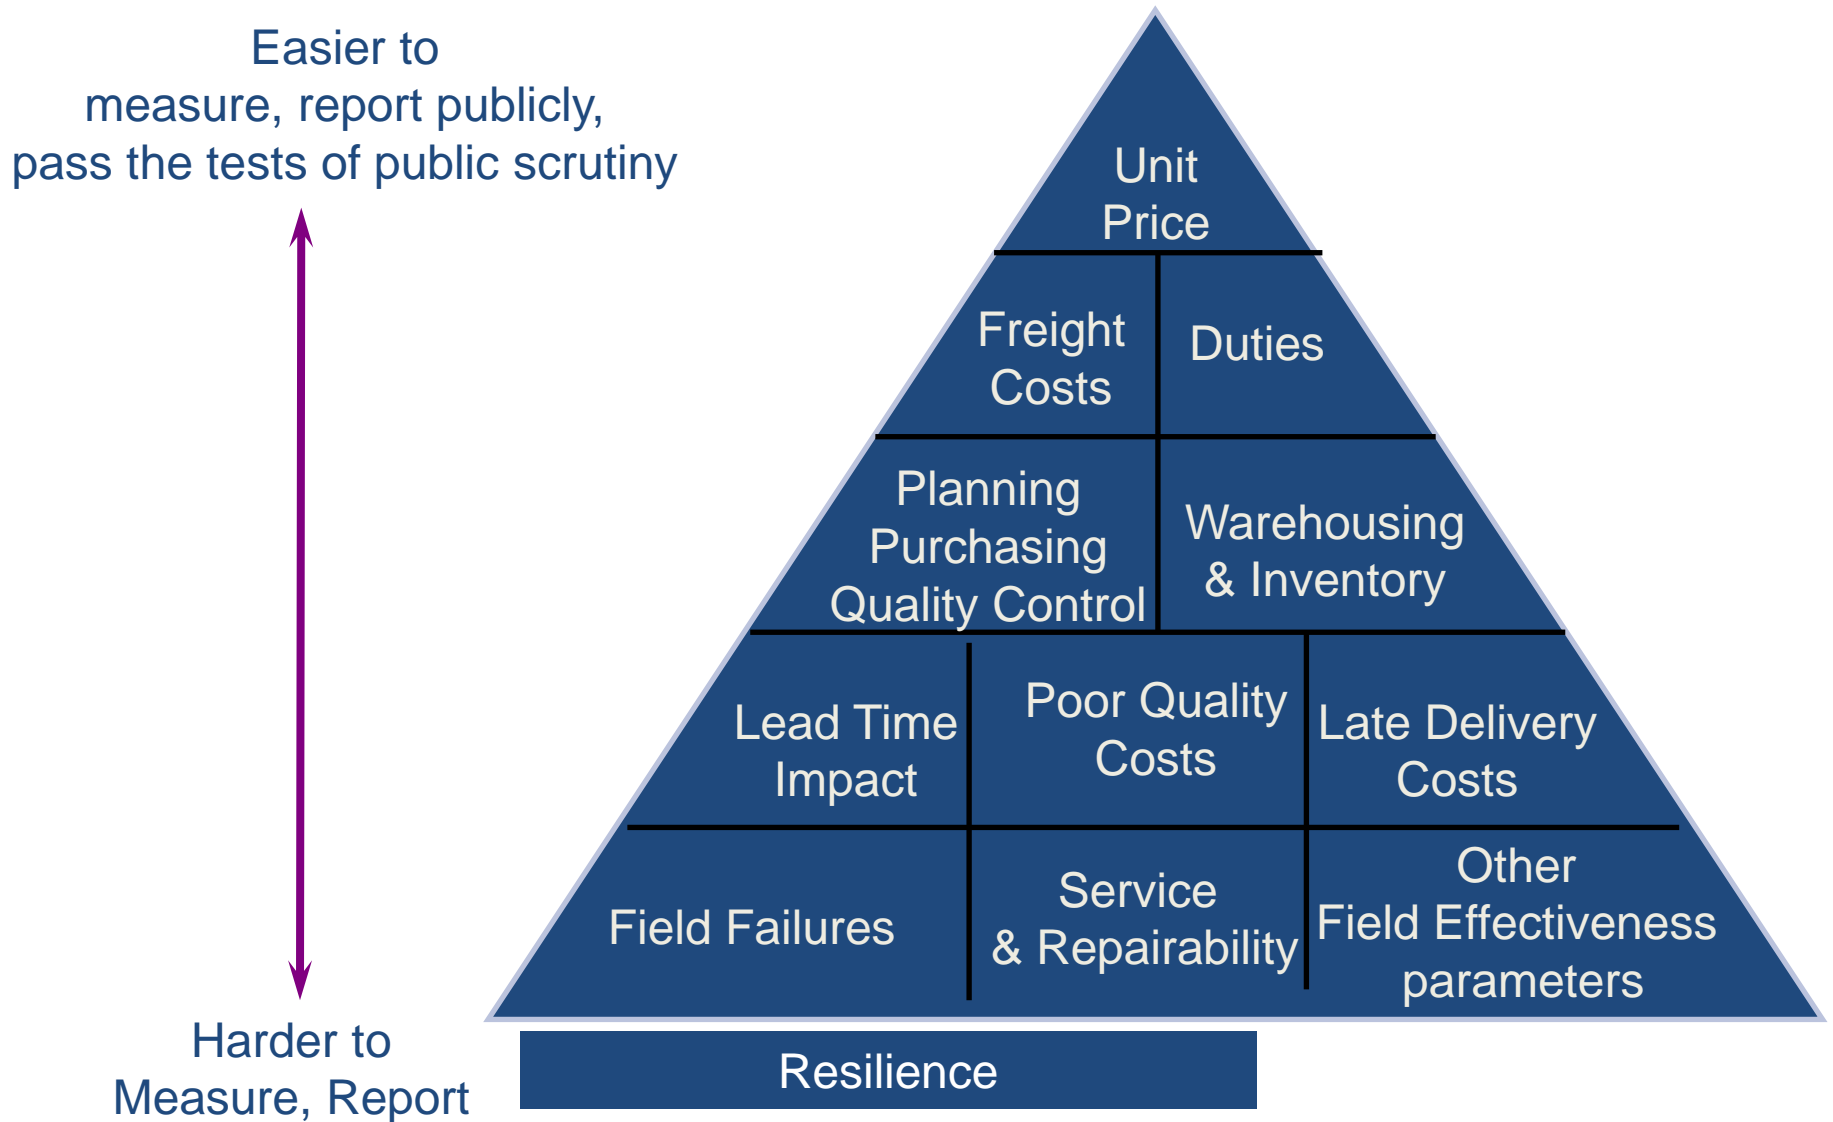 Easier to
measure, report publicly,
pass the tests of public scrutiny
Unit
Price
Freight
Costs
Duties
Planning
Purchasing
Quality Control
Warehousing
& Inventory
Lead Time
Impact
Poor Quality
Costs
Late Delivery
Costs
Field Failures
Service
& Repairability
Other
Field Effectiveness
parameters
Harder to
Measure, Report
Resilience